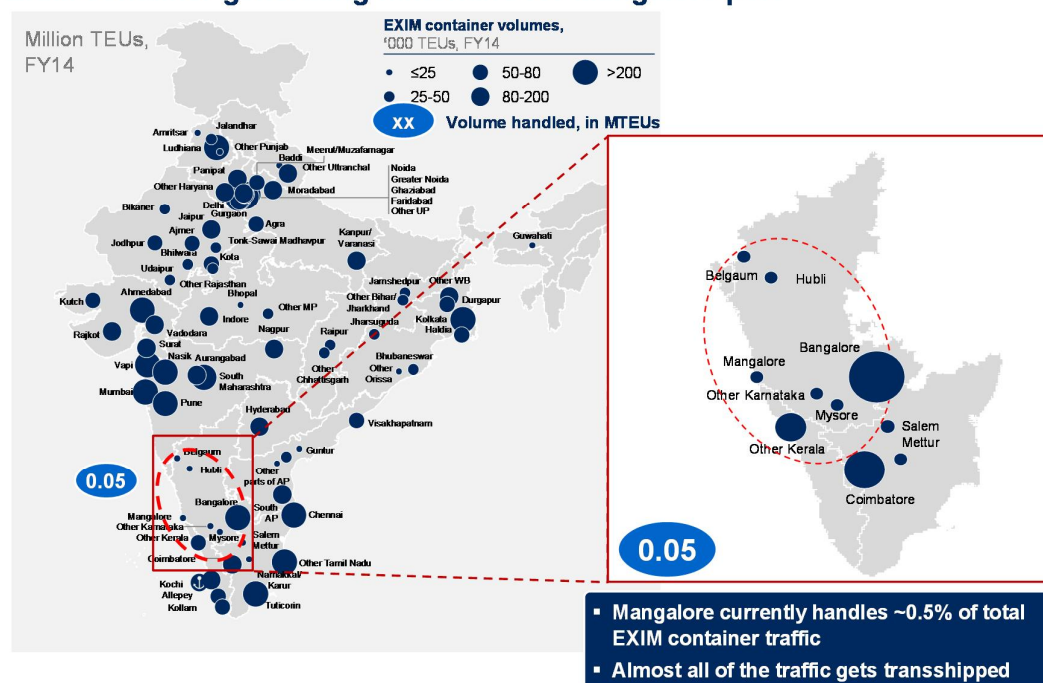 Million TEUs,
FY14
EXIM container volumes,
'000 TEUs, FY14
≤25
50-80
>200
25-50
80-200
XX
Volume handled, in MTEUs
Amritsar
Jalandhar
Ludhiana
Other Punjab
Meerut/Muzafarnagar
Baddi
Panipat
Other Uttranchal
Noida
Greater Noida
Ghaziabad
Faridabad
Other UP
Other Haryana
Moradabad
Delhi
Bikaner
Gurgaon
Jaipur
Agra
Ajmer
Kanpur/
Varanasi
Guwahati
Jodhpur
Tonk-Sawai Madhavpur
Bhilwara
Kota
Udaipur
Other Rajasthan
Jamshedpur
Other WB
Ahmedabad
Bhopal
Other Bihar/
Jharkhand
Durgapur
Kutch
Other MP
Indore
Kolkata
Jharsuguda
Haldia
Rajkot
Vadodara
Nagpur
Raipur
Surat
Nasik
Aurangabad
Bhubaneswar
Vapi
South
Maharashtra
Other
Chhattisgarh
Other
Orissa
Mumbai
Pune
Hyderabad
Visakhapatnam
Belgaum
Guntur
Hubli
Other
parts of AP
0.05
Bangalore
South
AP
Chennai
Mangalore
Other Karnataka
Other Kerala
Mysore
Salem
Mettur
Coimbatore
Other Tamil Nadu
Namakkal/
Karur
Kochi
Allepey
Tuticorin
Kollam
Belgaum
Hubli
Bangalore
Mangalore
Other Karnataka
Mysore
Salem
Mettur
Other Kerala
Coimbatore
0.05
▪ Mangalore currently handles ~0.5% of total
EXIM container traffic
▪ Almost all of the traffic gets transshipped